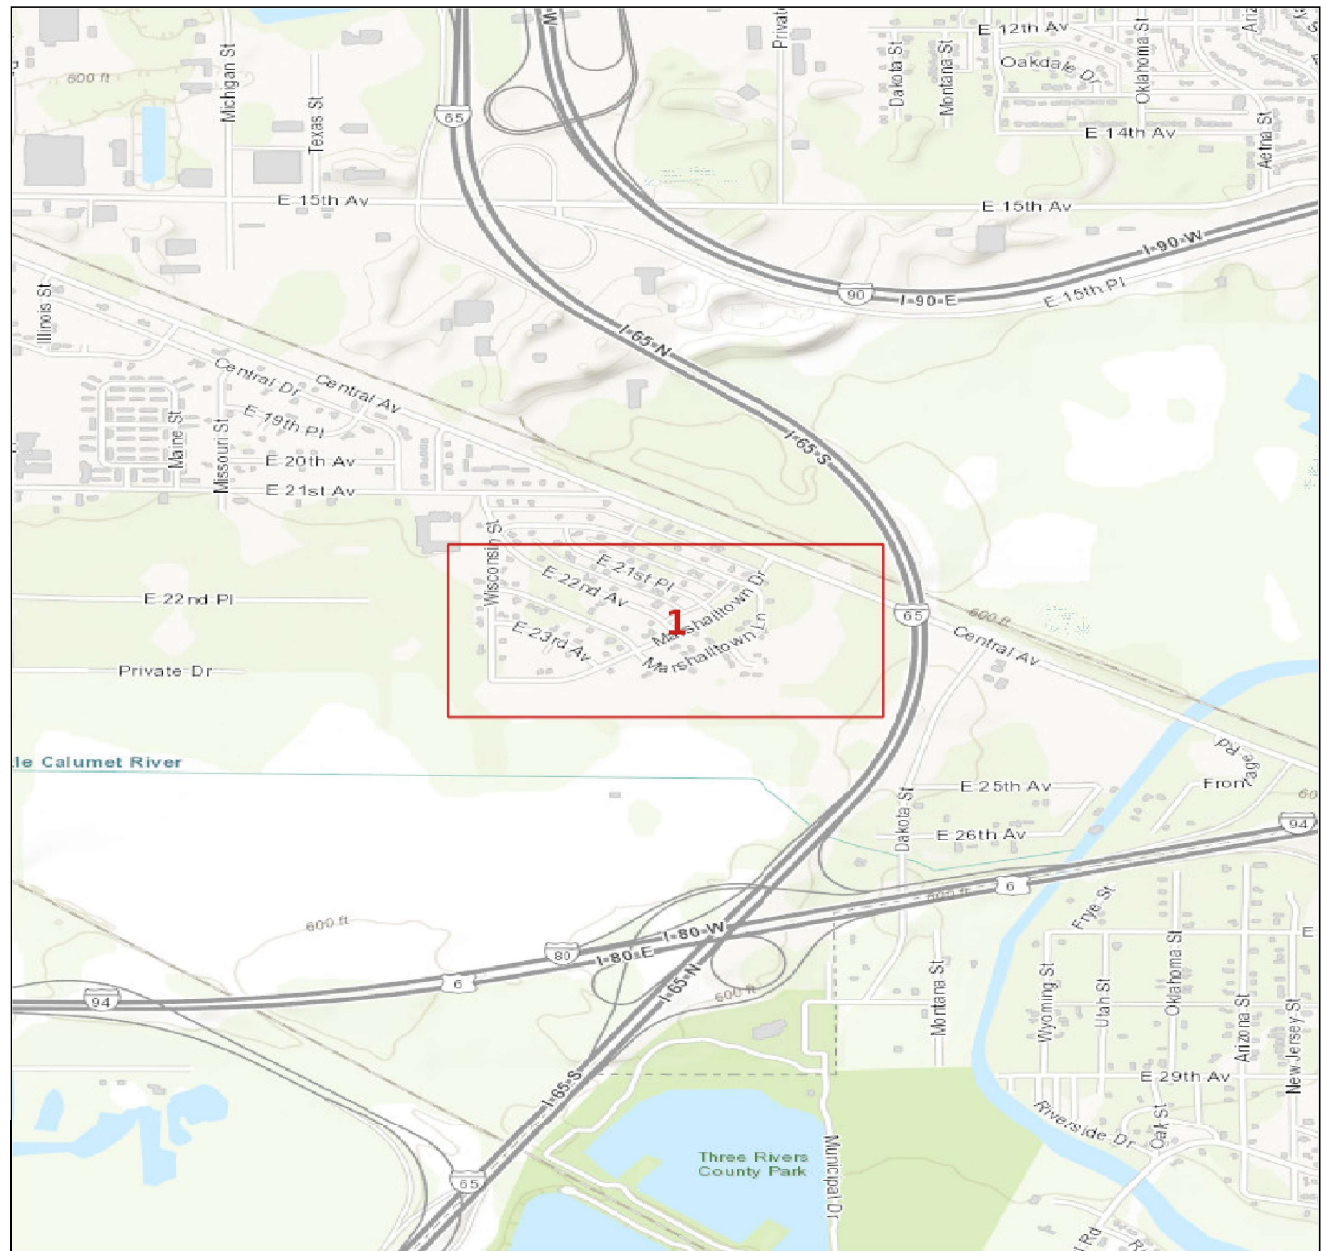 E 12th Av
Oakdale Dr
Michigan St
Texas St
Private
Dakota St
Montana St
Oklahoma St
600 ft
65
E 14th Av
Aetna St
E 15th Av
E 15th Av
I-90-W
90
I-90-E
E 15th Pl
Illinois St
I-65-N
Central Dr
Central Av
E 19th Pl
Maine St
Missouri St
E 20th Av
E 21st Av
I-65-S
Wisconsin St
E 21st Pl
E 22nd Av
E 22nd Pl
1
Marshalltown Dr
Marshalltown Ln
E 23rd Av
65
600 ft
Central Av
Private Dr
Le Calumet River
Frontage Rd
E 25th Av
Dakota St
E 26th Av
94
600 ft
6
600 ft
I-80-W
80
I-80-E
I-65-N
6
94
600 ft
Frye St
Montana St
Wyoming St
Utah St
Oklahoma St
Arizona St
New Jersey St
E
I-65-S
E 29th Av
Riverside Dr
Oak St
Three Rivers
County Park
Municipal Dr
65
Rd